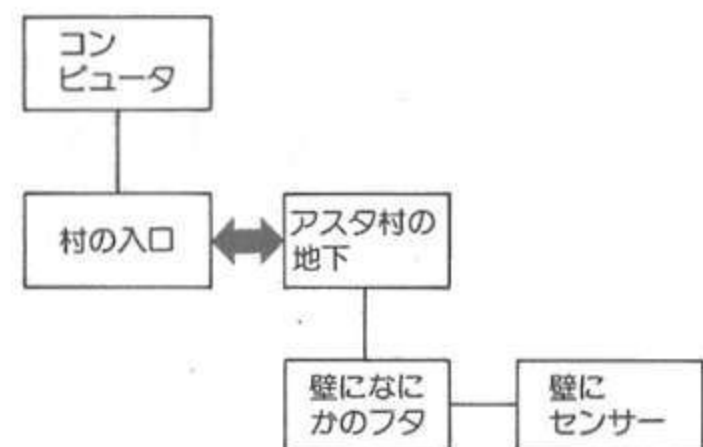 コン
ピュータ
村の入口
アスタ村の
地下
壁になに
かのフタ
壁に
センサー